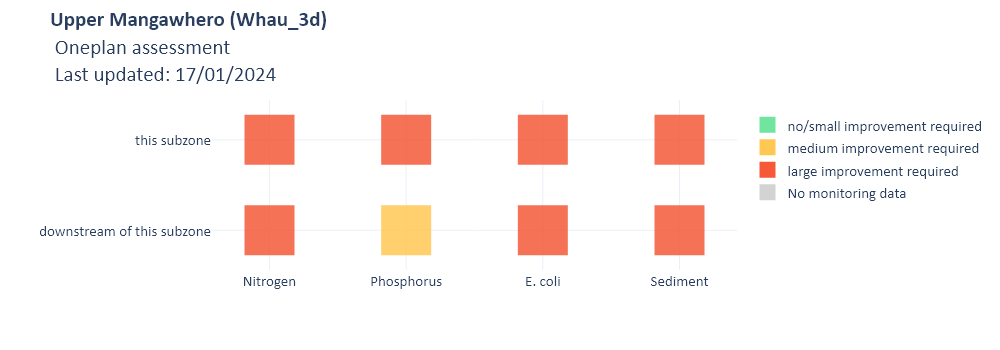 Upper Mangawhero (Whau_3d)
Oneplan assessment
Last updated: 17/01/2024
this subzone
downstream of this subzone
Nitrogen
Phosphorus
E. coli
Sediment
no/small improvement required
medium improvement required
large improvement required
No monitoring data